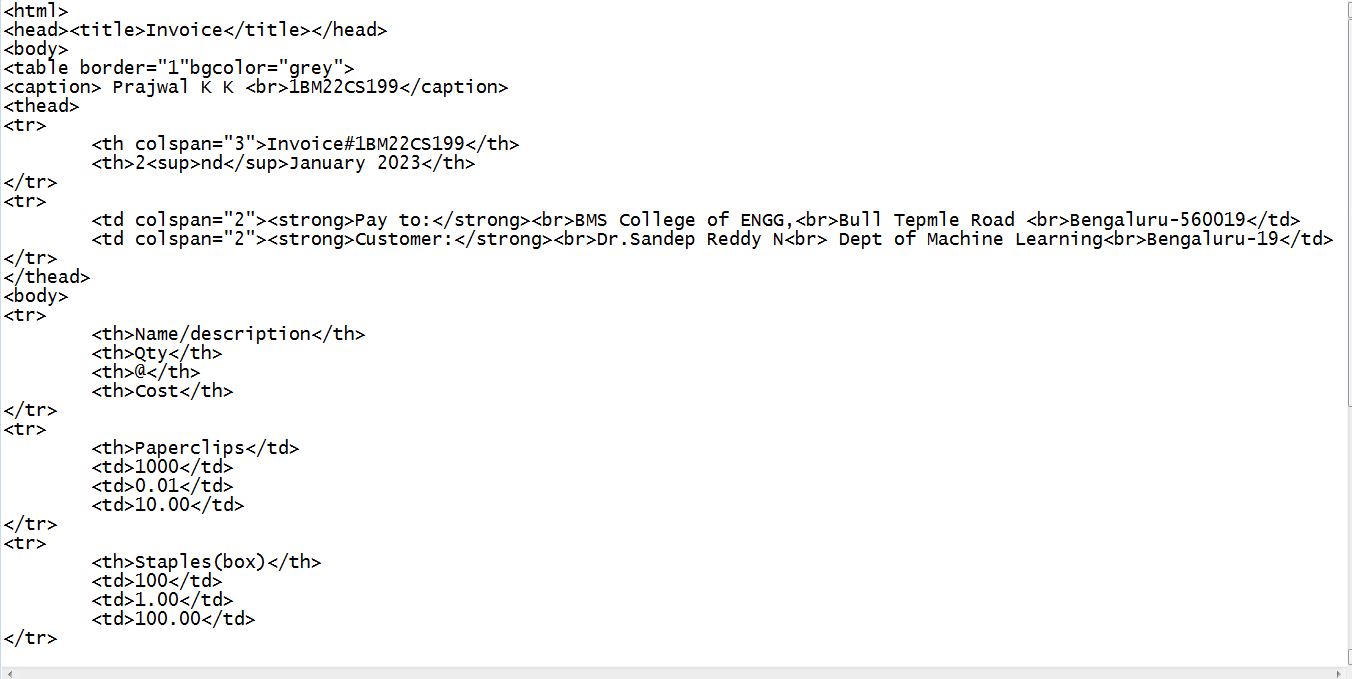 <html>
<head><title>Invoice</title></head>
<body>
<table border="1"bgcolor="grey">
<caption> Prajwal K K <br>1BM22CS199</caption>
<thead>
<tr>
	<th colspan="3">Invoice#1BM22CS199</th>
	<th>2<sup>nd</sup>January 2023</th>
</tr>
<tr>
	<td colspan="2"><strong>Pay to:</strong><br>BMS College of ENGG,<br>Bull Tepmle Road <br>Bengaluru-560019</td>
	<td colspan="2"><strong>Customer:</strong><br>Dr.Sandep Reddy N<br> Dept of Machine Learning<br>Bengaluru-19</td>
</tr>
</thead>
<body>
<tr>
	<th>Name/description</th>
	<th>Qty</th>
	<th>@</th>
	<th>Cost</th>
</tr>
<tr>
	<th>Paperclips</td>
	<td>1000</td>
	<td>0.01</td>
	<td>10.00</td>
</tr>
<tr>
	<th>Staples(box)</th>
	<td>100</td>
	<td>1.00</td>
	<td>100.00</td>
</tr>